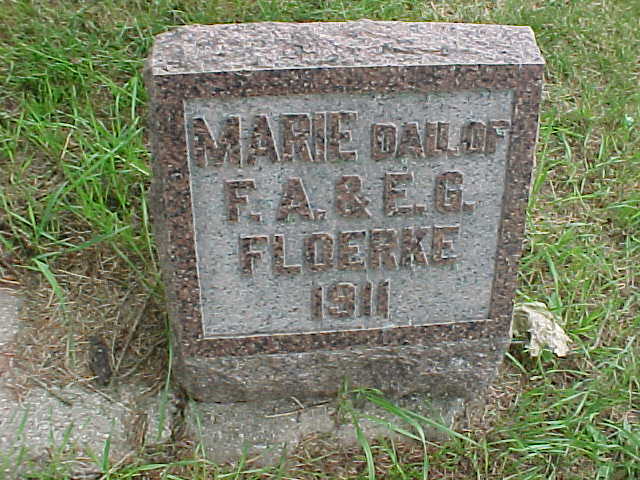 MARIE DAU. OF
F. A. & E. G.
FLOERKE
1911